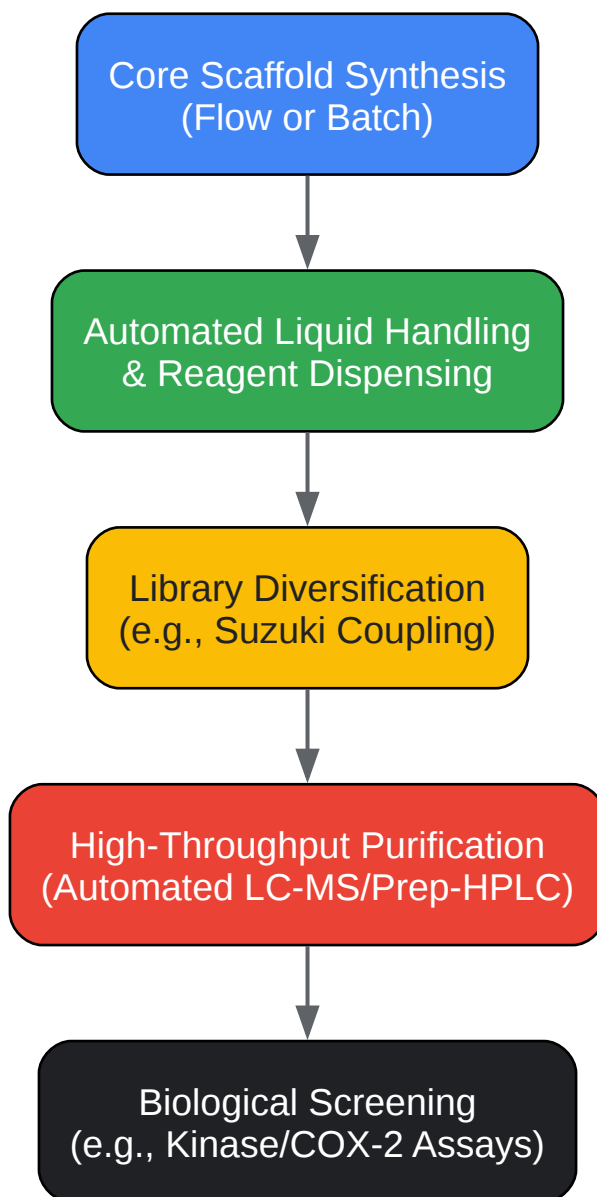 Core Scaffold Synthesis
(Flow or Batch)
Automated Liquid Handling
& Reagent Dispensing
Library Diversification
(e.g., Suzuki Coupling)
High-Throughput Purification
(Automated LC-MS/Prep-HPLC)
Biological Screening
(e.g., Kinase/COX-2 Assays)